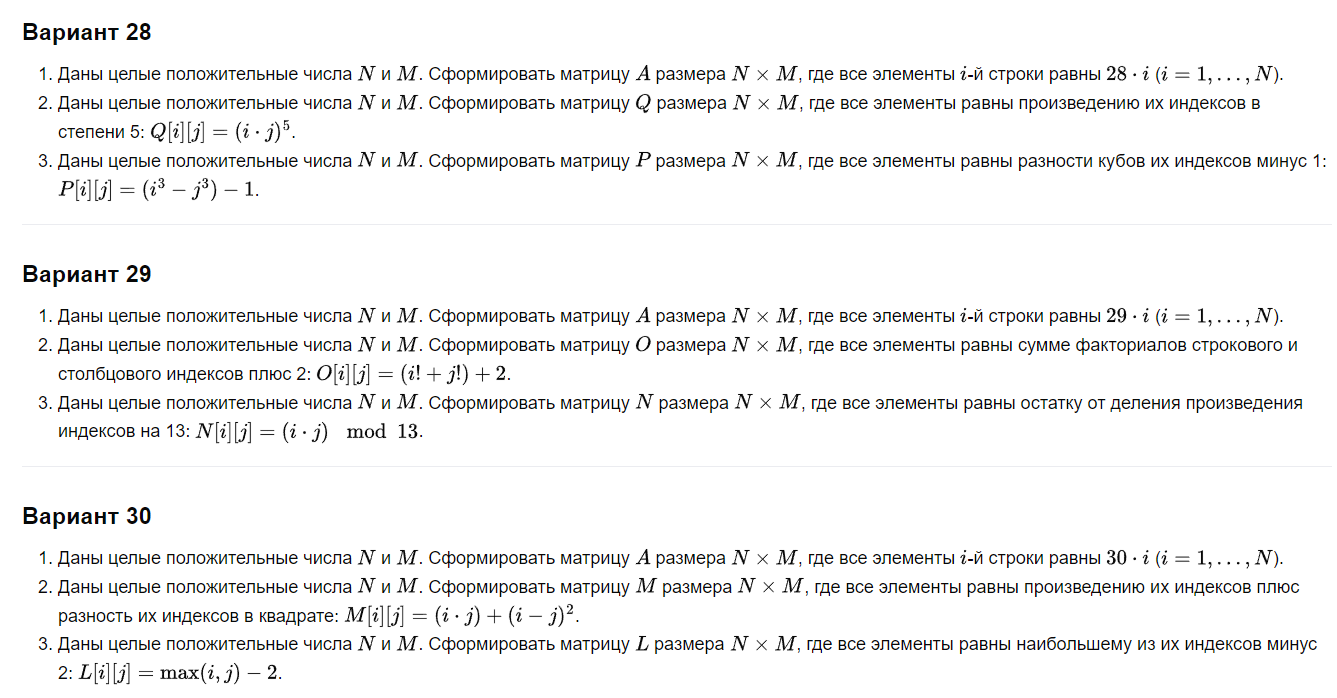 Вариант 28
1. Даны целые положительные числа N и M. Сформировать матрицу A размера N × M, где все элементы i-й строки равны 28 · i (i = 1, . . . , N).
2. Даны целые положительные числа N и M. Сформировать матрицу Q размера N × M, где все элементы равны произведению их индексов в
степени 5: Q[i][j] = (i · j)⁵.
3. Даны целые положительные числа N и M. Сформировать матрицу P размера N × M, где все элементы равны разности кубов их индексов минус 1:
P[i][j] = (i³ − j³) − 1.
Вариант 29
1. Даны целые положительные числа N и M. Сформировать матрицу A размера N × M, где все элементы i-й строки равны 29 · i (i = 1, . . . , N).
2. Даны целые положительные числа N и M. Сформировать матрицу O размера N × M, где все элементы равны сумме факториалов строкового и
столбцового индексов плюс 2: O[i][j] = (i! + j!) + 2.
3. Даны целые положительные числа N и M. Сформировать матрицу N размера N × M, где все элементы равны остатку от деления произведения
индексов на 13: N[i][j] = (i · j) mod 13.
Вариант 30
1. Даны целые положительные числа N и M. Сформировать матрицу A размера N × M, где все элементы i-й строки равны 30 · i (i = 1, . . . , N).
2. Даны целые положительные числа N и M. Сформировать матрицу M размера N × M, где все элементы равны произведению их индексов плюс
разность их индексов в квадрате: M[i][j] = (i · j) + (i − j)².
3. Даны целые положительные числа N и M. Сформировать матрицу L размера N × M, где все элементы равны наибольшему из их индексов минус
2: L[i][j] = max(i, j) − 2.